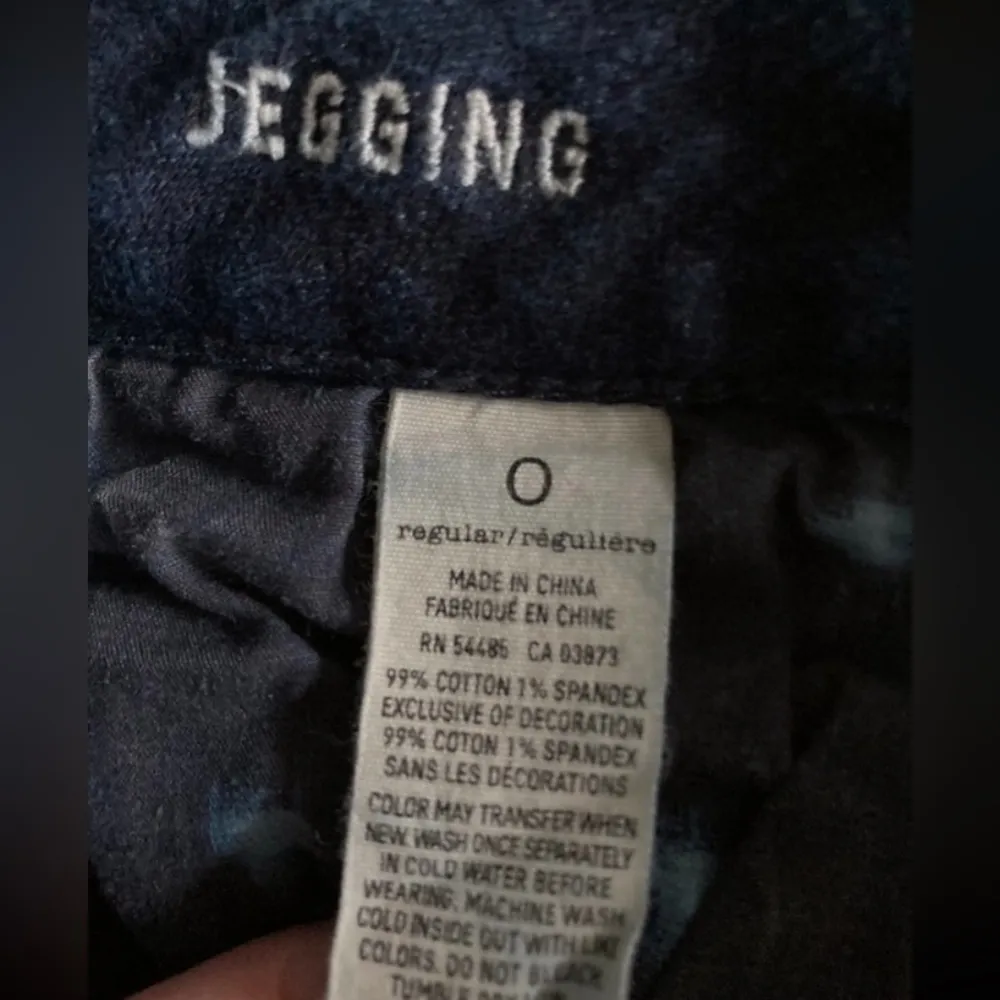 JEGGING
0
regular/régulière
MADE IN CHINA
FABRIQUÉ EN CHINE
RN 54485 CA 03873
99% COTTON 1% SPANDEX
EXCLUSIVE OF DECORATION
99% COTON 1% SPANDEX
SANS LES DÉCORATIONS
COLOR MAY TRANSFER WHEN
NEW. WASH ONCE SEPARATELY
IN COLD WATER BEFORE
WEARING. MACHINE WASH
COLD INSIDE OUT WITH LIKE
COLORS. DO NOT BLEACH
TUMBLE